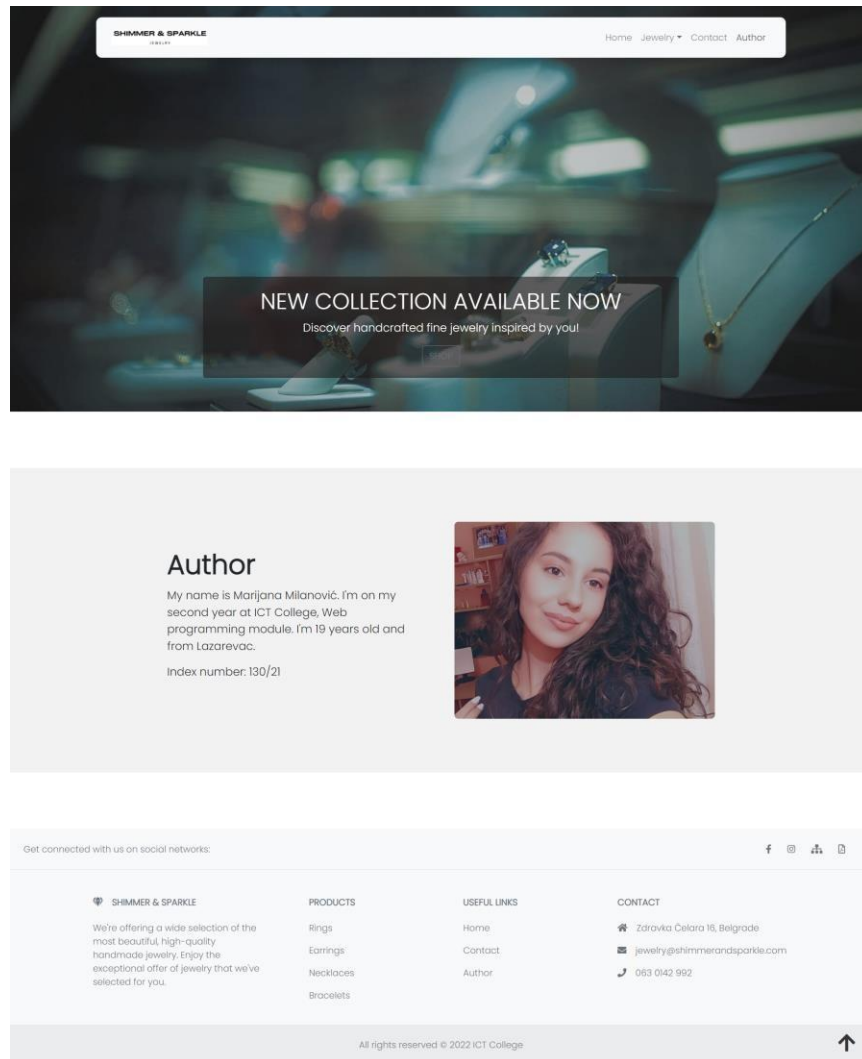 SHIMMER & SPARKLE
JEWELRY
Home Jewelry Contact Author
NEW COLLECTION AVAILABLE NOW
Discover handcrafted fine jewelry inspired by you!
SHOP
Author
My name is Marijana Milanović. I'm on my
second year at ICT College, Web
programming module. I'm 19 years old and
from Lazarevac.
Index number: 130/21
Get connected with us on social networks:
SHIMMER & SPARKLE
We're offering a wide selection of the
most beautiful, high-quality
handmade jewelry. Enjoy the
exceptional offer of jewelry that we've
selected for you.
PRODUCTS
Rings
Earrings
Necklaces
Bracelets
USEFUL LINKS
Home
Contact
Author
CONTACT
Zdravka Čelara 16, Belgrade
jewelry@shimmerandsparkle.com
063 0142 992
All rights reserved © 2022 ICT College